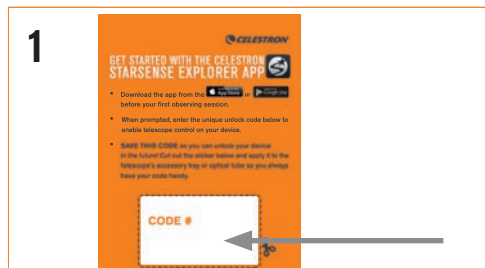 1
CELESTRON
GET STARTED WITH THE CELESTRON
STARSENSE EXPLORER APP
• Download the app from the App Store or Google play
before your first observing session.
• When prompted, enter the unique unlock code below to
enable telescope control on your device.
• SAVE THIS CODE so you can unlock your device
in the future! Cut out the sticker below and apply it to the
telescope's accessory tray or optical tube so you always
have your code handy.
CODE #